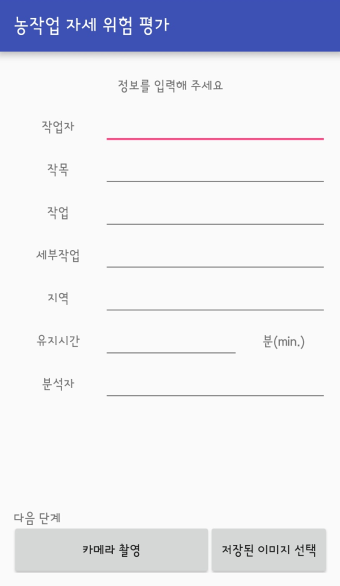 농작업 자세 위험 평가
정보를 입력해 주세요
작업자
작목
작업
세부작업
지역
유지시간 분(min.)
분석자
다음 단계
카메라 촬영 저장된 이미지 선택